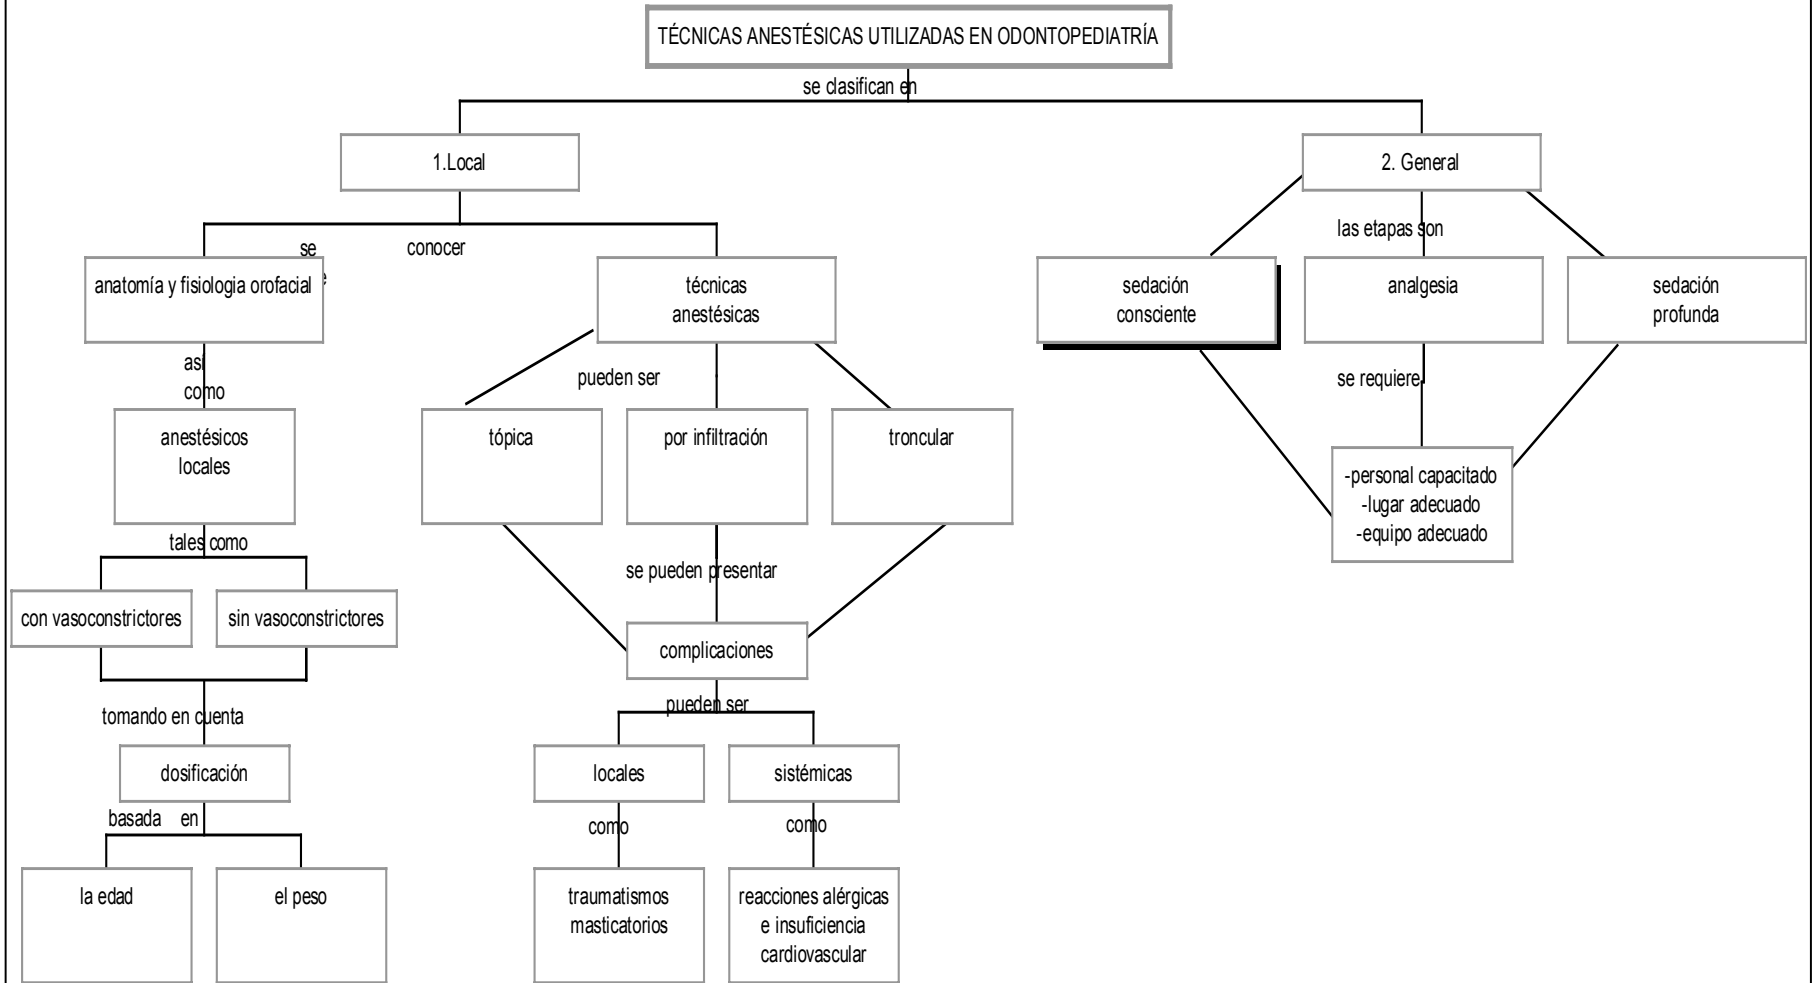 TÉCNICAS ANESTÉSICAS UTILIZADAS EN ODONTOPEDIATRÍA
se clasifican en
1.Local
2. General
se
conocer
las etapas son
anatomía y fisiologia orofacial
técnicas
anestésicas
sedación
consciente
analgesia
sedación
profunda
así
como
pueden ser
se requiere
anestésicos
locales
tópica
por infiltración
troncular
-personal capacitado
-lugar adecuado
-equipo adecuado
tales como
se pueden presentar
con vasoconstrictores
sin vasoconstrictores
complicaciones
pueden ser
tomando en cuenta
dosificación
locales
sistémicas
basada en
como
como
la edad
el peso
traumatismos
masticatorios
reacciones alérgicas
e insuficiencia
cardiovascular